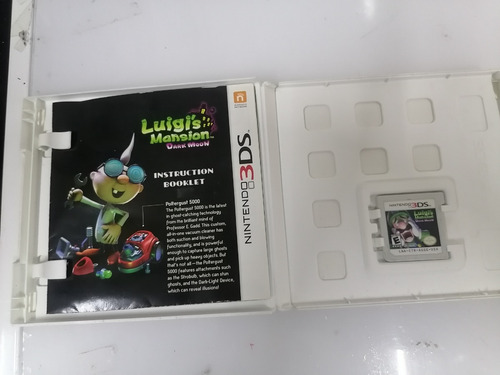 Luigi's
Mansion
DARK MOON
INSTRUCTION
BOOKLET
Poltergust 5000
The Poltergust 5000 is the latest
in ghost-catching technology
from the brilliant mind of
Professor E. Gadd! This custom,
all-in-one vacuum cleaner has
both suction and blowing
functionality, and is powerful
enough to capture large ghosts
and pick up heavy objects. But
that's not all – the Poltergust
5000 features attachments such
as the Strobulb, which can stun
ghosts, and the Dark-Light Device,
which can reveal illusions!
NINTENDO 3DS
NINTENDO 3DS
Luigi's
Mansion